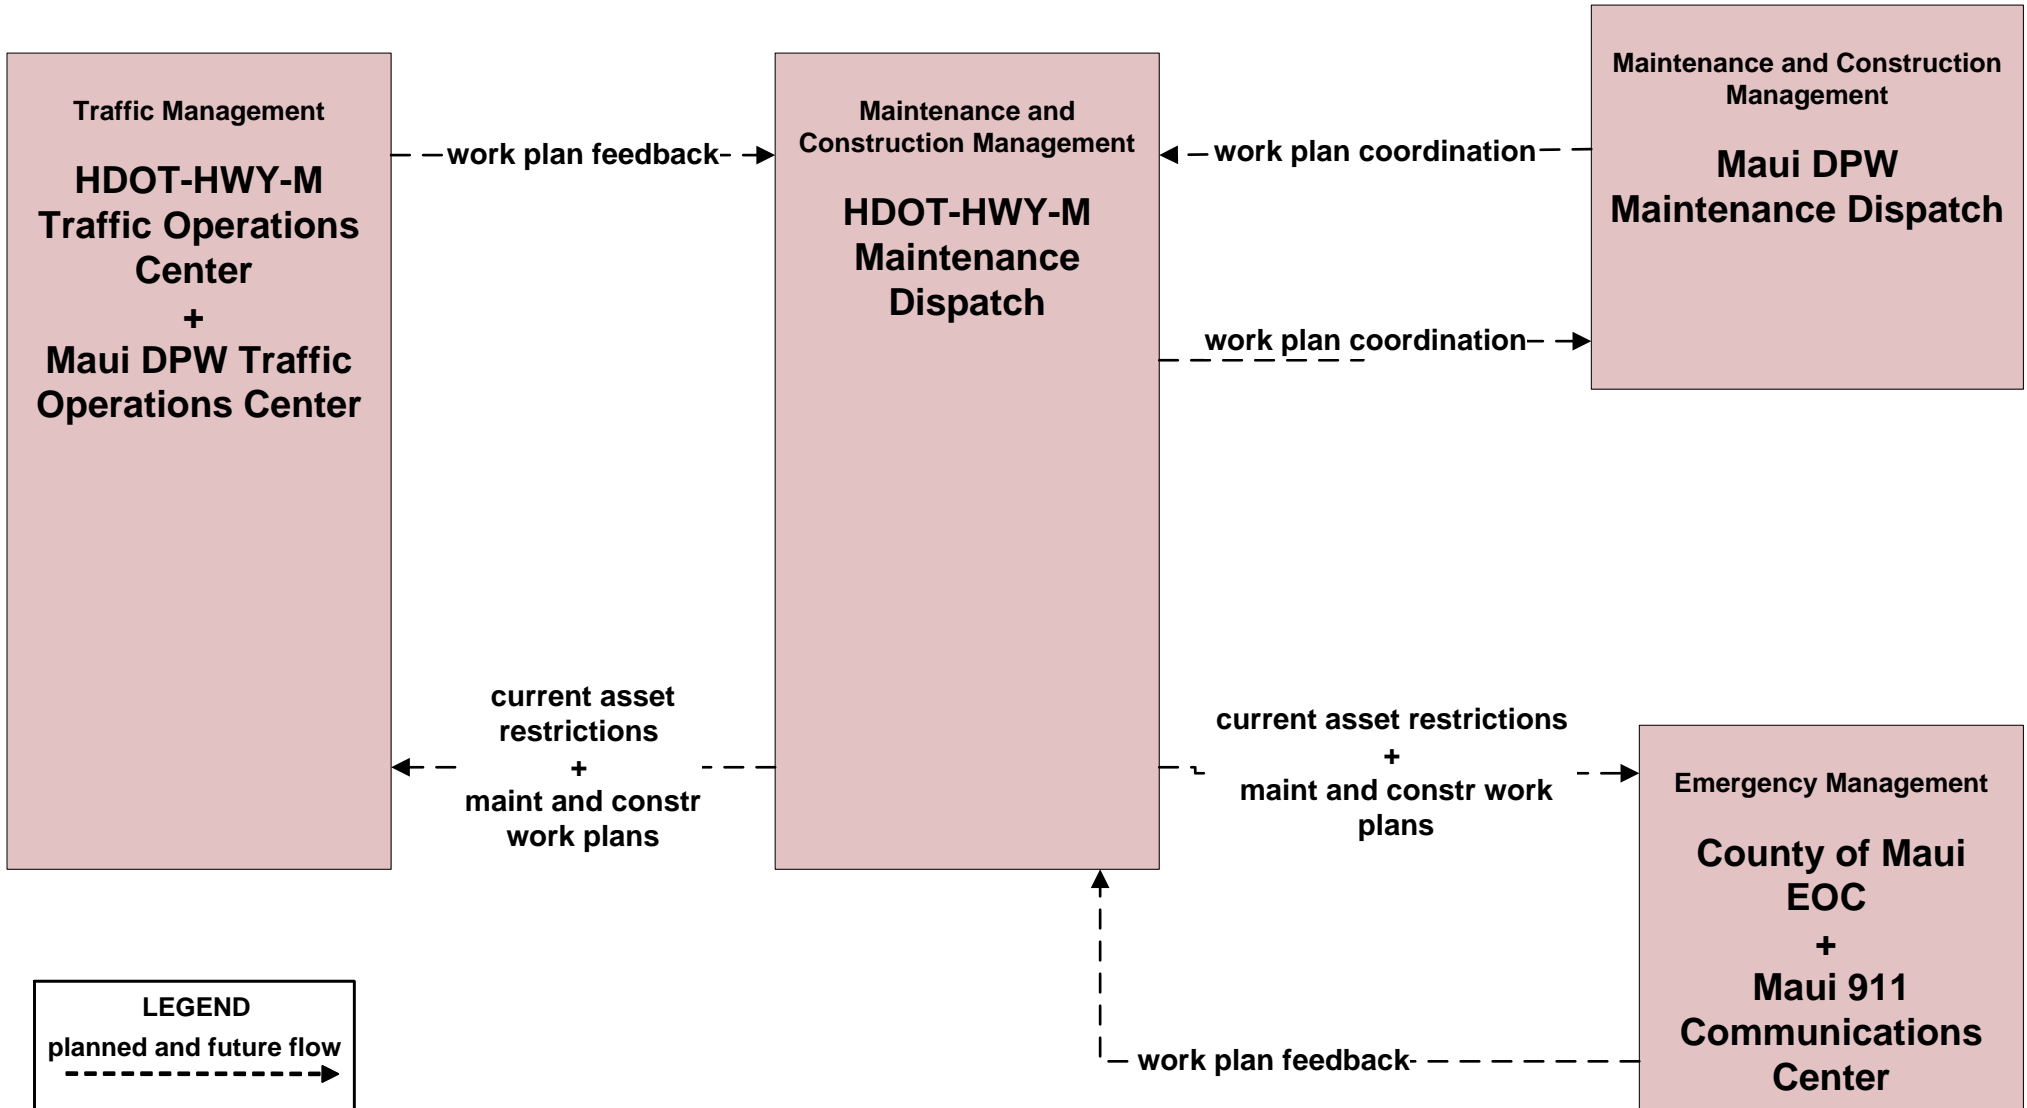 Traffic Management
HDOT-HWY-M
Traffic Operations
Center
+
Maui DPW Traffic
Operations Center
work plan feedback
current asset
restrictions
+
maint and constr
work plans
Maintenance and
Construction Management
HDOT-HWY-M
Maintenance
Dispatch
work plan coordination
work plan coordination
Maintenance and Construction
Management
Maui DPW
Maintenance Dispatch
current asset restrictions
+
maint and constr work
plans
Emergency Management
County of Maui
EOC
+
Maui 911
Communications
Center
work plan feedback
LEGEND
planned and future flow